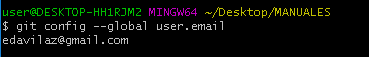 user@DESKTOP-HH1RJM2 MINGW64 ~/Desktop/MANUALES
$ git config --global user.email
edavilaz@gmail.com